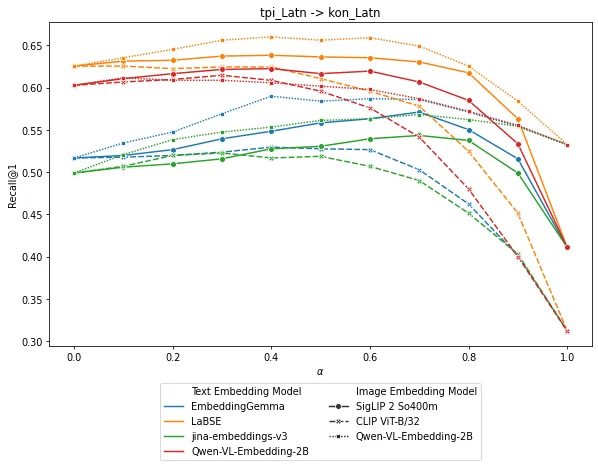 tpi_Latn -> kon_Latn
Recall@1
0.65
0.60
0.55
0.50
0.45
0.40
0.35
0.30
0.0 0.2 0.4 0.6 0.8 1.0
α
Text Embedding Model Image Embedding Model
EmbeddingGemma SigLIP 2 So400m
LaBSE CLIP ViT-B/32
jina-embeddings-v3 Qwen-VL-Embedding-2B
Qwen-VL-Embedding-2B